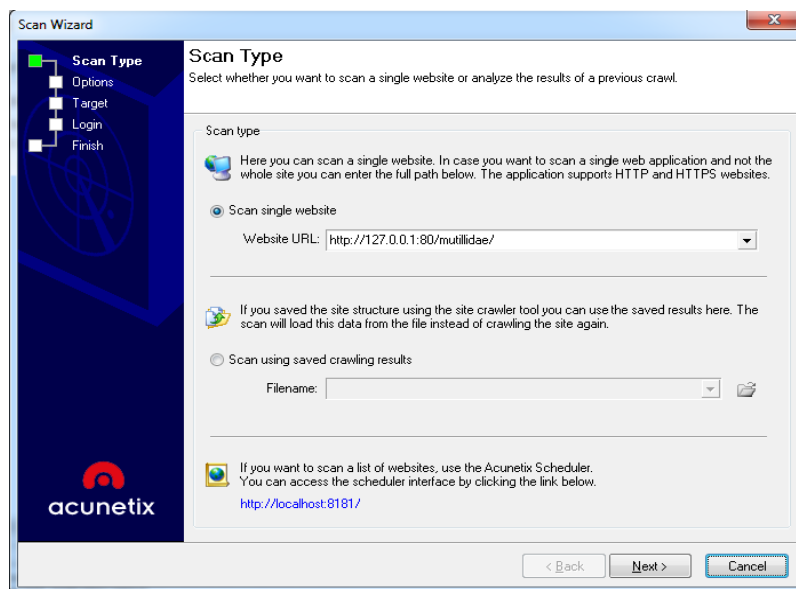 Scan Wizard
Scan Type
Options
Target
Login
Finish
Scan Type
Select whether you want to scan a single website or analyze the results of a previous crawl.
Scan type
Here you can scan a single website. In case you want to scan a single web application and not the
whole site you can enter the full path below. The application supports HTTP and HTTPS websites.
Scan single website
Website URL: http://127.0.0.1:80/mutillidae/
If you saved the site structure using the site crawler tool you can use the saved results here. The
scan will load this data from the file instead of crawling the site again.
Scan using saved crawling results
Filename:
If you want to scan a list of websites, use the Acunetix Scheduler.
You can access the scheduler interface by clicking the link below.
http://localhost:8181/
acunetix
< Back Next > Cancel